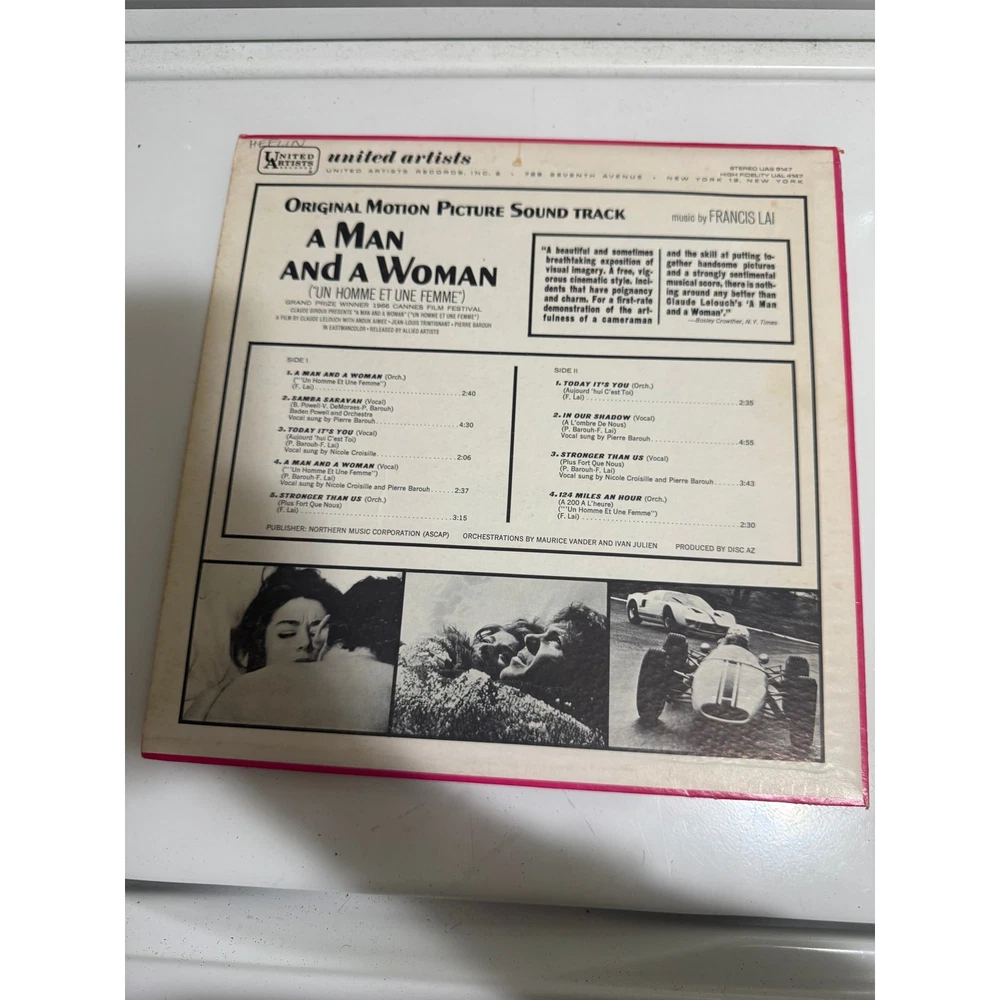 HEFLIN
UNITED ARTISTS RECORDS
united artists
UNITED ARTISTS RECORDS, INC. • 729 SEVENTH AVENUE • NEW YORK 19, NEW YORK
STEREO UAS 5147
HIGH FIDELITY UAL 4147
ORIGINAL MOTION PICTURE SOUND TRACK
music by FRANCIS LAI
A MAN
AND A WOMAN
("UN HOMME ET UNE FEMME")
GRAND PRIZE WINNER 1966 CANNES FILM FESTIVAL
CLAUDE GIROUX PRESENTS "A MAN AND A WOMAN" ("UN HOMME ET UNE FEMME")
A FILM BY CLAUDE LELOUCH WITH ANOUK AIMEE • JEAN-LOUIS TRINTIGNANT • PIERRE BAROUH
IN EASTMANCOLOR • RELEASED BY ALLIED ARTISTS
"A beautiful and sometimes
breathtaking exposition of
visual imagery. A free, vig-
orous cinematic style. Inci-
dents that have poignancy
and charm. For a first-rate
demonstration of the art-
fulness of a cameraman
and the skill at putting to-
gether handsome pictures
and a strongly sentimental
musical score, there is noth-
ing around any better than
Claude Lelouch's 'A Man
and a Woman'."
—Bosley Crowther, N.Y. Times
SIDE I
1. A MAN AND A WOMAN (Orch.)
("'Un Homme Et Une Femme'")
(F. Lai) 2:40
2. SAMBA SARAVAH (Vocal)
(B. Powell-V. DeMoraes-P. Barouh)
Baden Powell and Orchestra
Vocal sung by Pierre Barouh 4:30
3. TODAY IT'S YOU (Vocal)
(Aujourd 'hui C'est Toi)
(P. Barouh-F. Lai)
Vocal sung by Nicole Croisille 2:06
4. A MAN AND A WOMAN (Vocal)
("'Un Homme Et Une Femme'")
(P. Barouh-F. Lai)
Vocal sung by Nicole Croisille and Pierre Barouh 2:37
5. STRONGER THAN US (Orch.)
(Plus Fort Que Nous)
(F. Lai) 3:15
SIDE II
1. TODAY IT'S YOU (Orch.)
(Aujourd 'hui C'est Toi)
(F. Lai) 2:35
2. IN OUR SHADOW (Vocal)
(A L'ombre De Nous)
(P. Barouh-F. Lai)
Vocal sung by Pierre Barouh 4:55
3. STRONGER THAN US (Vocal)
(Plus Fort Que Nous)
(P. Barouh-F. Lai)
Vocal sung by Nicole Croisille and Pierre Barouh 3:43
4. 124 MILES AN HOUR (Orch.)
(A 200 A L'heure)
("'Un Homme Et Une Femme'")
(F. Lai) 2:30
PUBLISHER: NORTHERN MUSIC CORPORATION (ASCAP) ORCHESTRATIONS BY MAURICE VANDER AND IVAN JULIEN PRODUCED BY DISC AZ